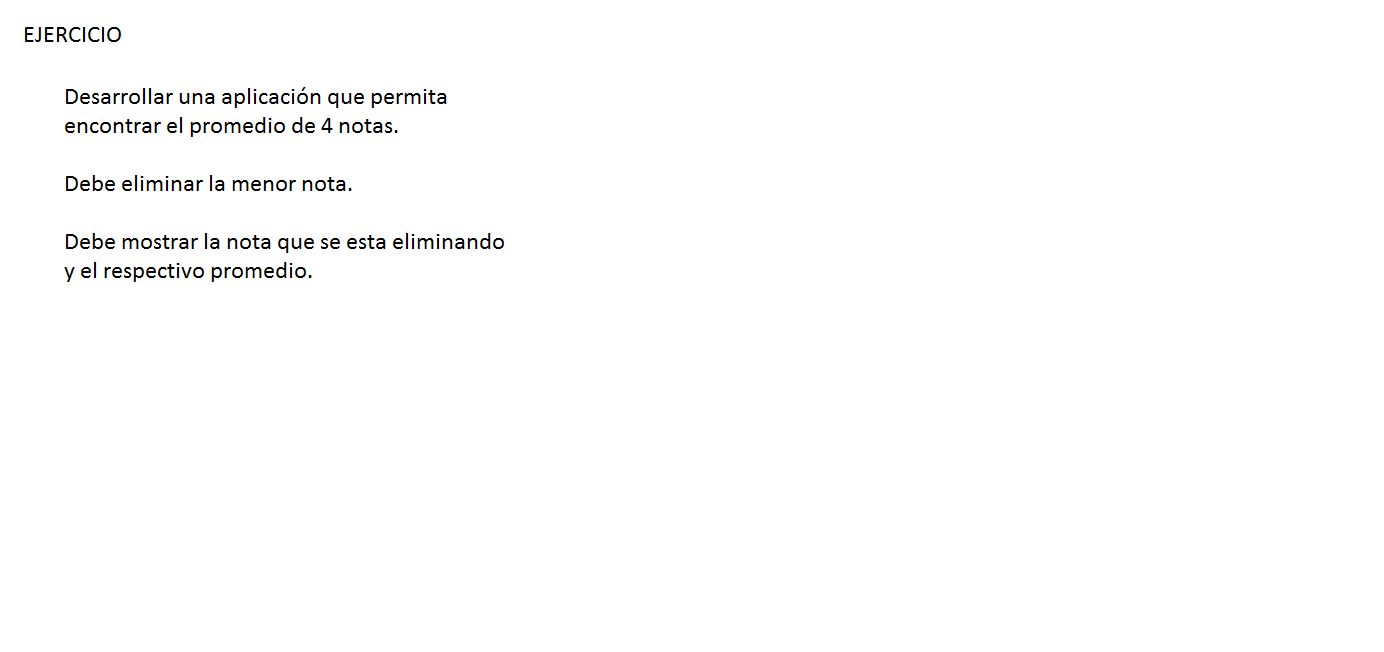 EJERCICIO
Desarrollar una aplicación que permita
encontrar el promedio de 4 notas.
Debe eliminar la menor nota.
Debe mostrar la nota que se esta eliminando
y el respectivo promedio.